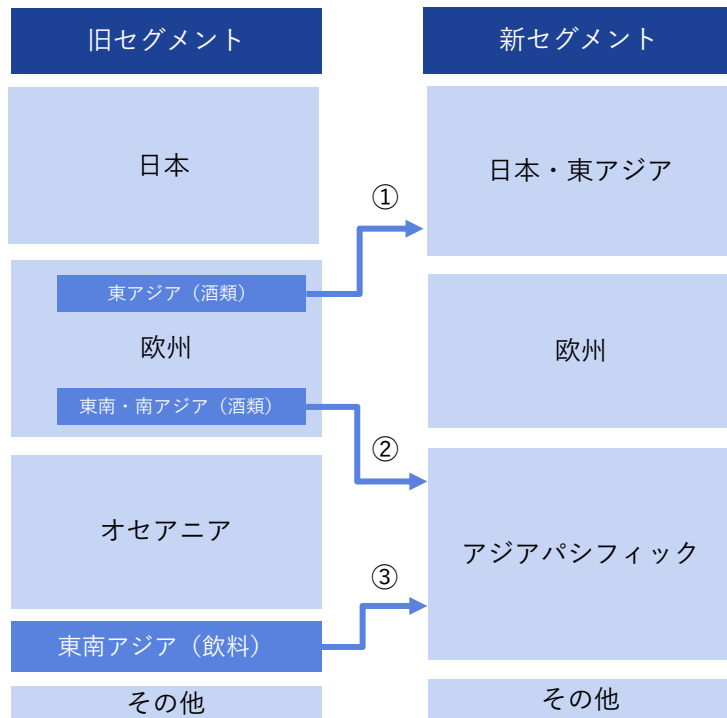 旧セグメント
日本
東アジア（酒類）
欧州
東南・南アジア（酒類）
オセアニア
東南アジア（飲料）
その他
①
②
③
新セグメント
日本・東アジア
欧州
アジアパシフィック
その他